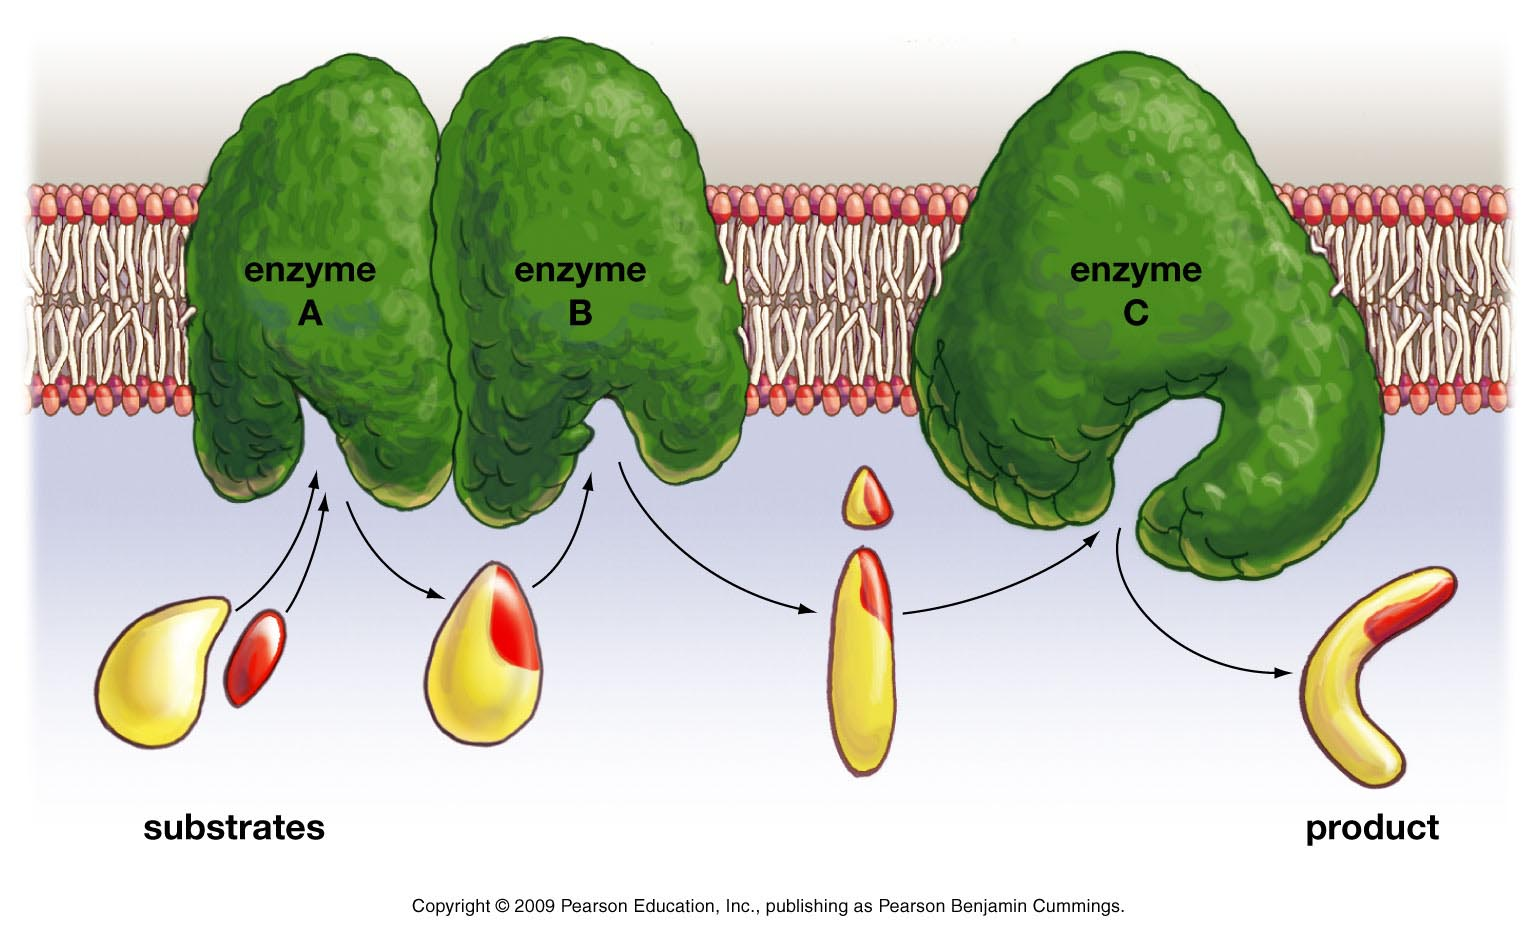 enzyme
A
enzyme
B
enzyme
C
substrates
product
Copyright © 2009 Pearson Education, Inc., publishing as Pearson Benjamin Cummings.